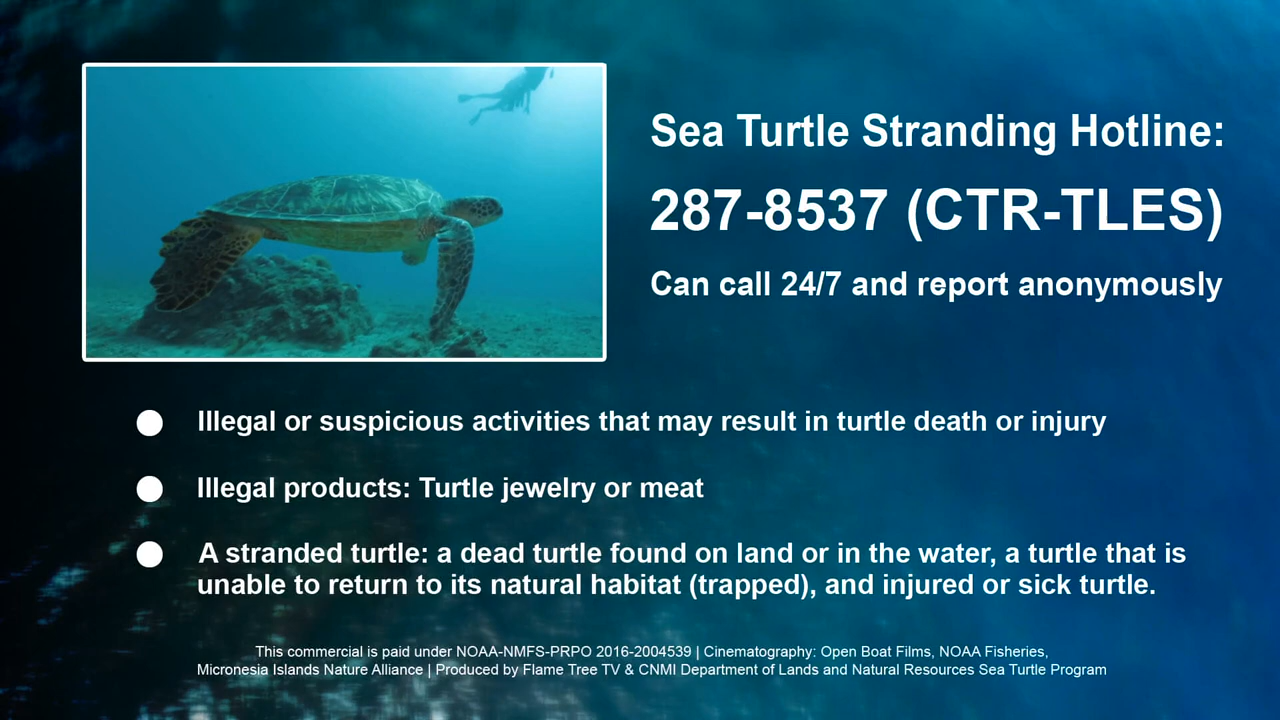 Sea Turtle Stranding Hotline:
287-8537 (CTR-TLES)
Can call 24/7 and report anonymously
Illegal or suspicious activities that may result in turtle death or injury
Illegal products: Turtle jewelry or meat
A stranded turtle: a dead turtle found on land or in the water, a turtle that is
unable to return to its natural habitat (trapped), and injured or sick turtle.
This commercial is paid under NOAA-NMFS-PRPO 2016-2004539 | Cinematography: Open Boat Films, NOAA Fisheries,
Micronesia Islands Nature Alliance | Produced by Flame Tree TV & CNMI Department of Lands and Natural Resources Sea Turtle Program